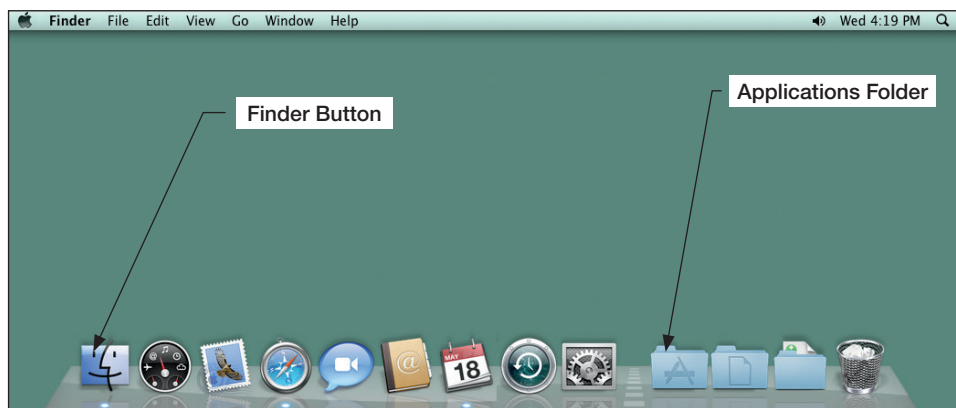 Finder File Edit View Go Window Help Wed 4:19 PM
Applications Folder
Finder Button
@
@
MAY
18